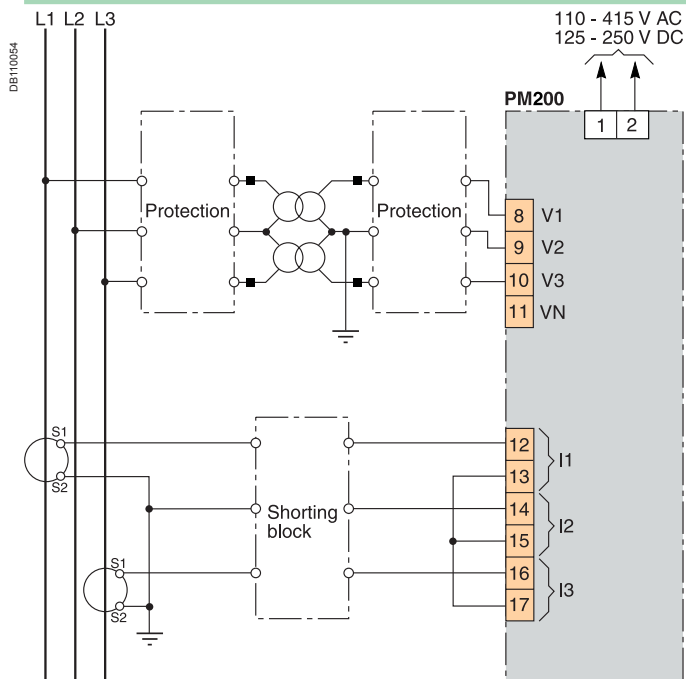 L1 L2 L3
110 - 415 V AC
125 - 250 V DC
DB110054
PM200
1 2
Protection
Protection
8 V1
9 V2
10 V3
11 VN
S1
S2
12
13
I1
Shorting
block
14
15
I2
S1
S2
16
17
I3